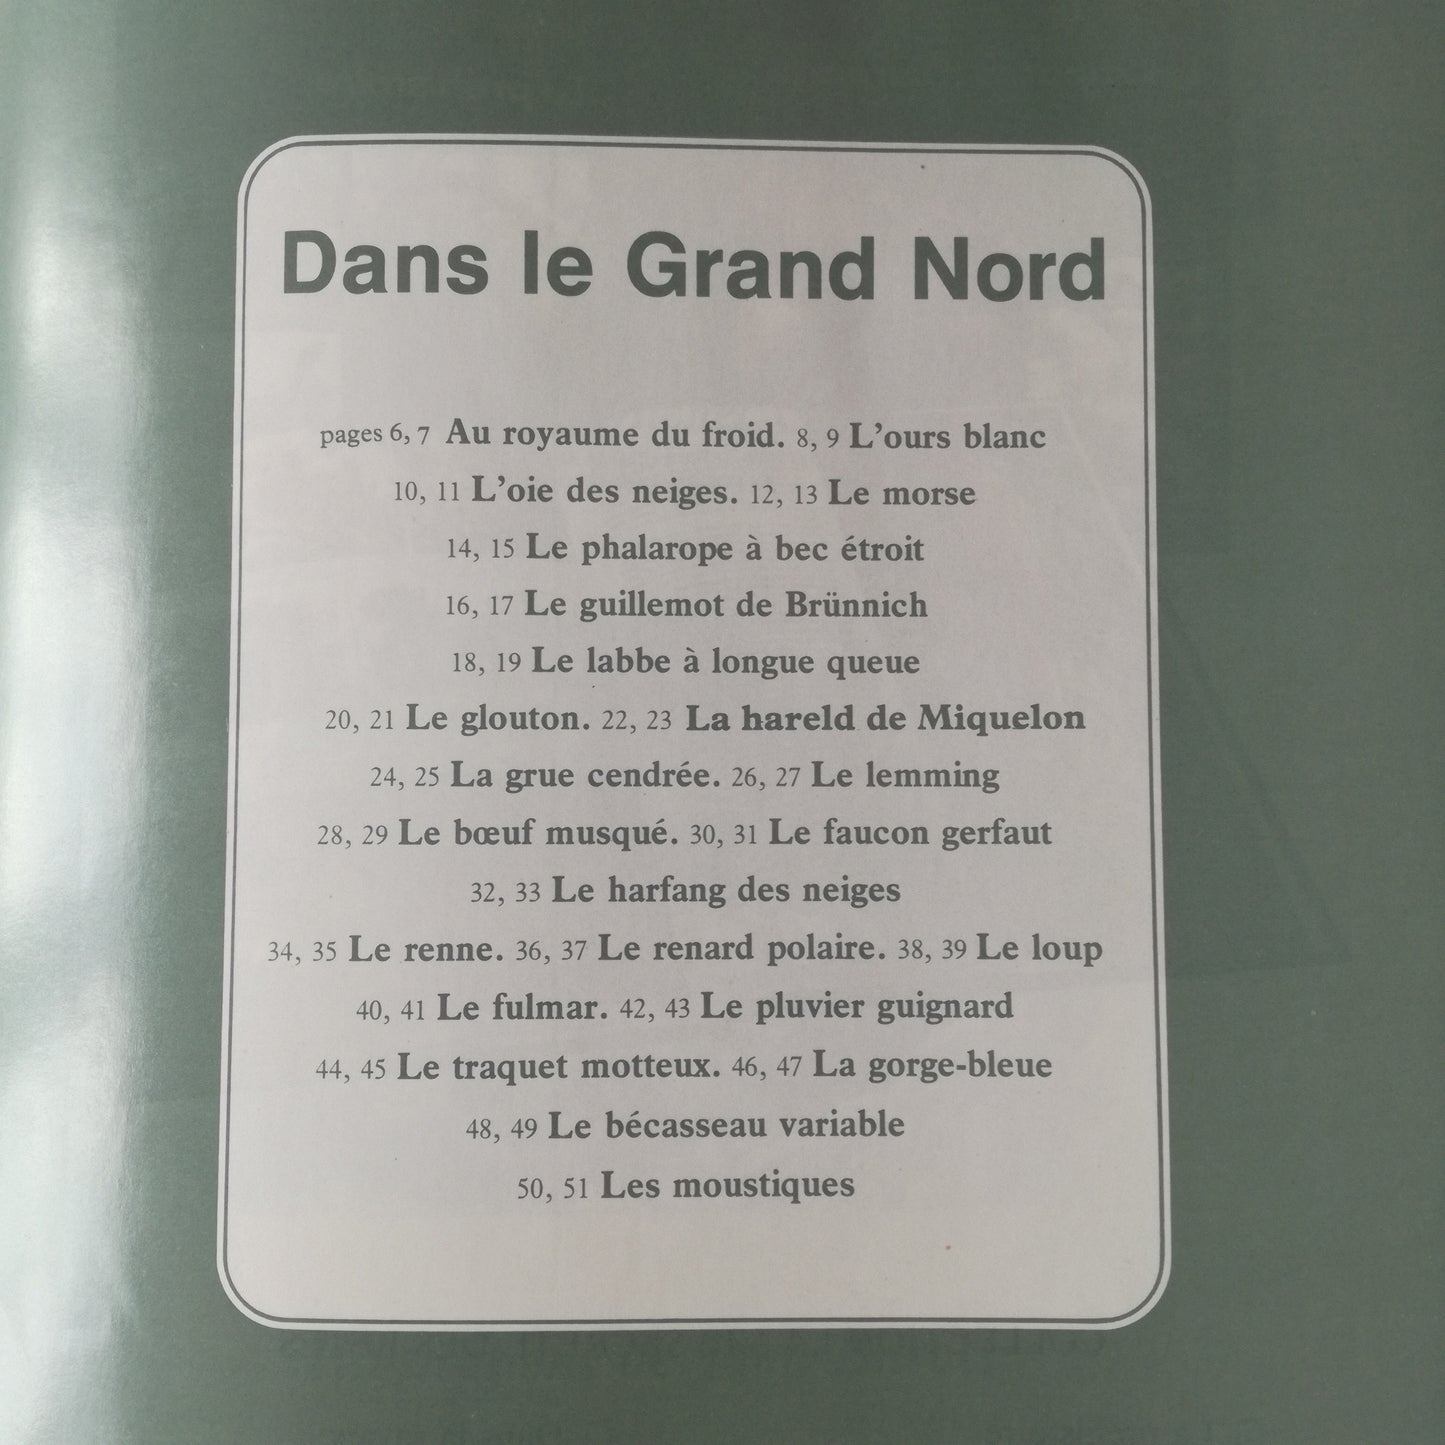 Dans le Grand Nord
pages 6, 7 Au royaume du froid. 8, 9 L'ours blanc
10, 11 L'oie des neiges. 12, 13 Le morse
14, 15 Le phalarope à bec étroit
16, 17 Le guillemot de Brünnich
18, 19 Le labbe à longue queue
20, 21 Le glouton. 22, 23 La hareld de Miquelon
24, 25 La grue cendrée. 26, 27 Le lemming
28, 29 Le bœuf musqué. 30, 31 Le faucon gerfaut
32, 33 Le harfang des neiges
34, 35 Le renne. 36, 37 Le renard polaire. 38, 39 Le loup
40, 41 Le fulmar. 42, 43 Le pluvier guignard
44, 45 Le traquet motteux. 46, 47 La gorge-bleue
48, 49 Le bécasseau variable
50, 51 Les moustiques